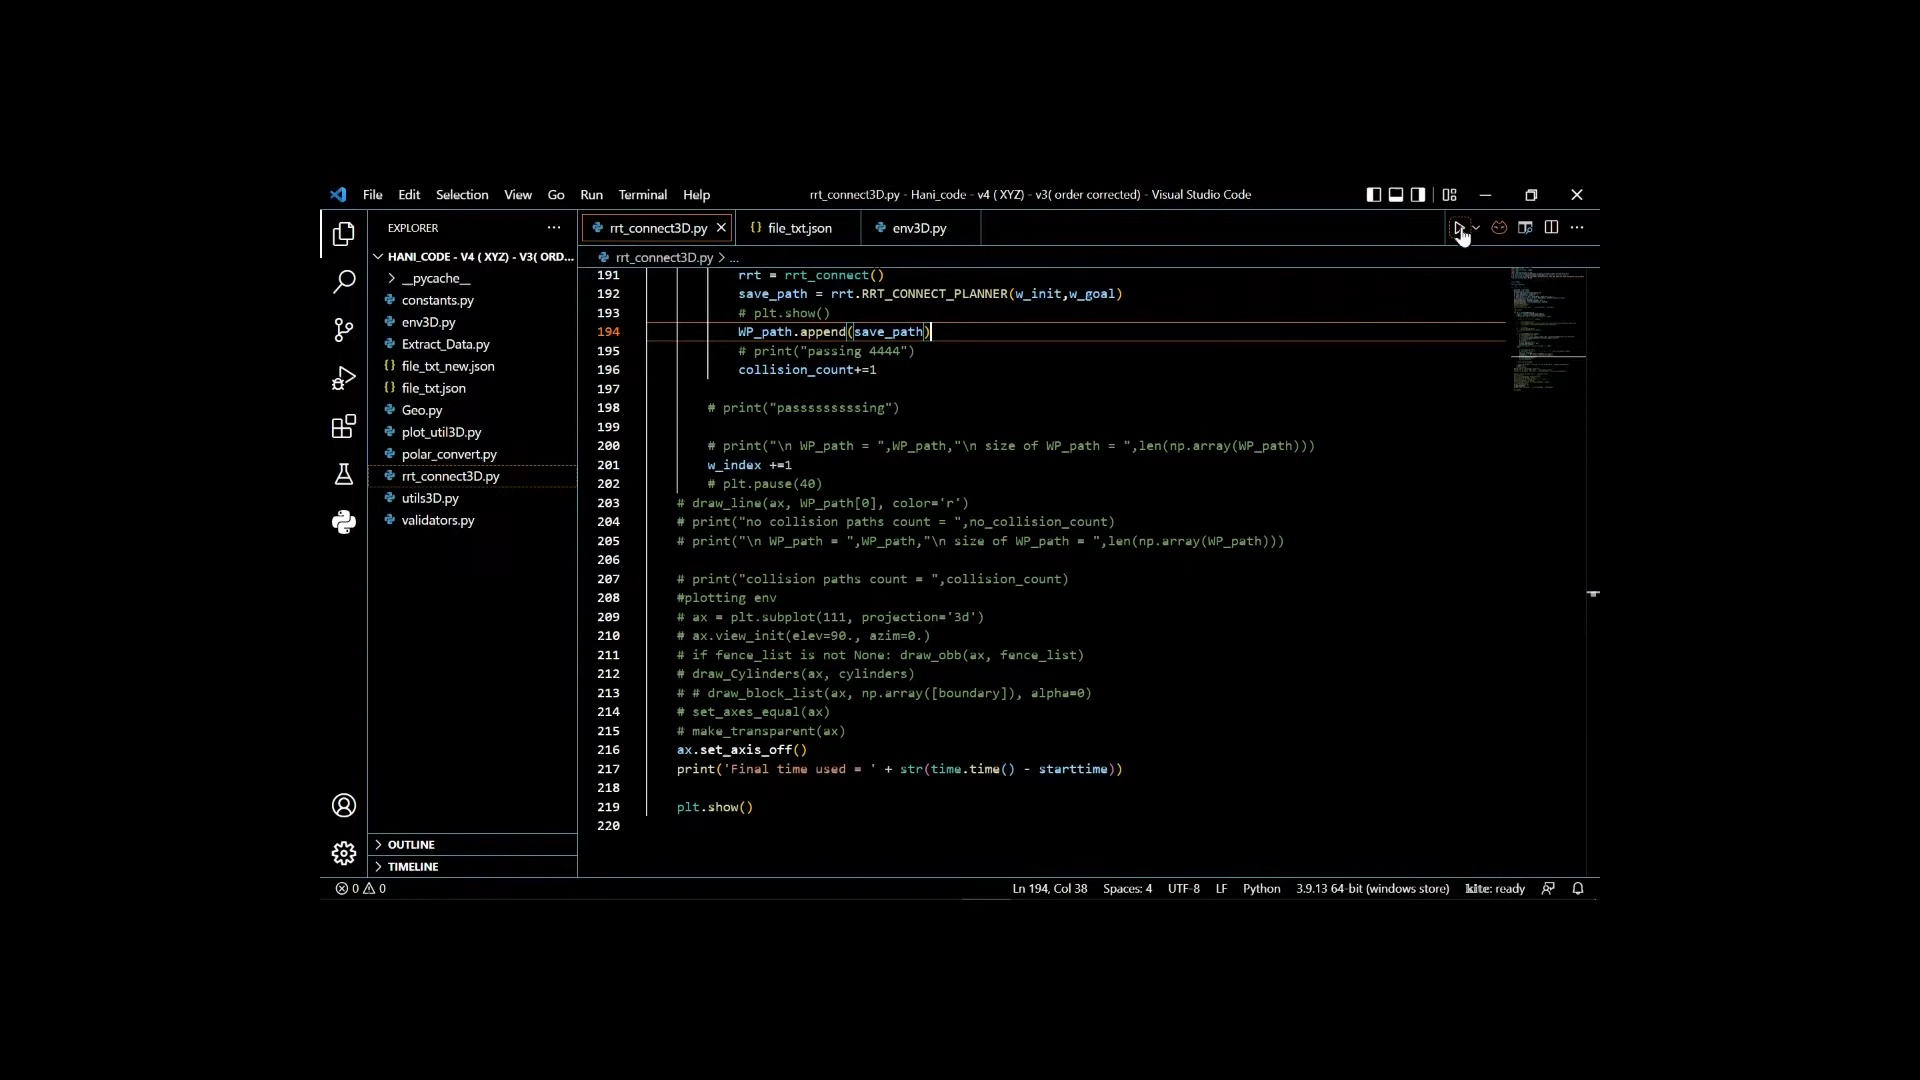 File Edit Selection View Go Run Terminal Help
rrt_connect3D.py - Hani_code - v4 ( XYZ) - v3( order corrected) - Visual Studio Code
EXPLORER
HANI_CODE - V4 ( XYZ) - V3( ORD...
__pycache__
constants.py
env3D.py
Extract_Data.py
file_txt_new.json
file_txt.json
Geo.py
plot_util3D.py
polar_convert.py
rrt_connect3D.py
utils3D.py
validators.py
OUTLINE
TIMELINE
rrt_connect3D.py
file_txt.json
env3D.py
rrt_connect3D.py > ...
191 rrt = rrt_connect()
192 save_path = rrt.RRT_CONNECT_PLANNER(w_init,w_goal)
193 # plt.show()
194 WP_path.append(save_path)
195 # print("passing 4444")
196 collision_count+=1
197
198 # print("passssssssing")
199
200 # print("\n WP_path = ",WP_path,"\n size of WP_path = ",len(np.array(WP_path)))
201 w_index +=1
202 # plt.pause(40)
203 # draw_line(ax, WP_path[0], color='r')
204 # print("no collision paths count = ",no_collision_count)
205 # print("\n WP_path = ",WP_path,"\n size of WP_path = ",len(np.array(WP_path)))
206
207 # print("collision paths count = ",collision_count)
208 #plotting env
209 # ax = plt.subplot(111, projection='3d')
210 # ax.view_init(elev=90., azim=0.)
211 # if fence_list is not None: draw_obb(ax, fence_list)
212 # draw_Cylinders(ax, cylinders)
213 # # draw_block_list(ax, np.array([boundary]), alpha=0)
214 # set_axes_equal(ax)
215 # make_transparent(ax)
216 ax.set_axis_off()
217 print('Final time used = ' + str(time.time() - starttime))
218
219 plt.show()
220
0 0
Ln 194, Col 38 Spaces: 4 UTF-8 LF Python 3.9.13 64-bit (windows store) kite: ready